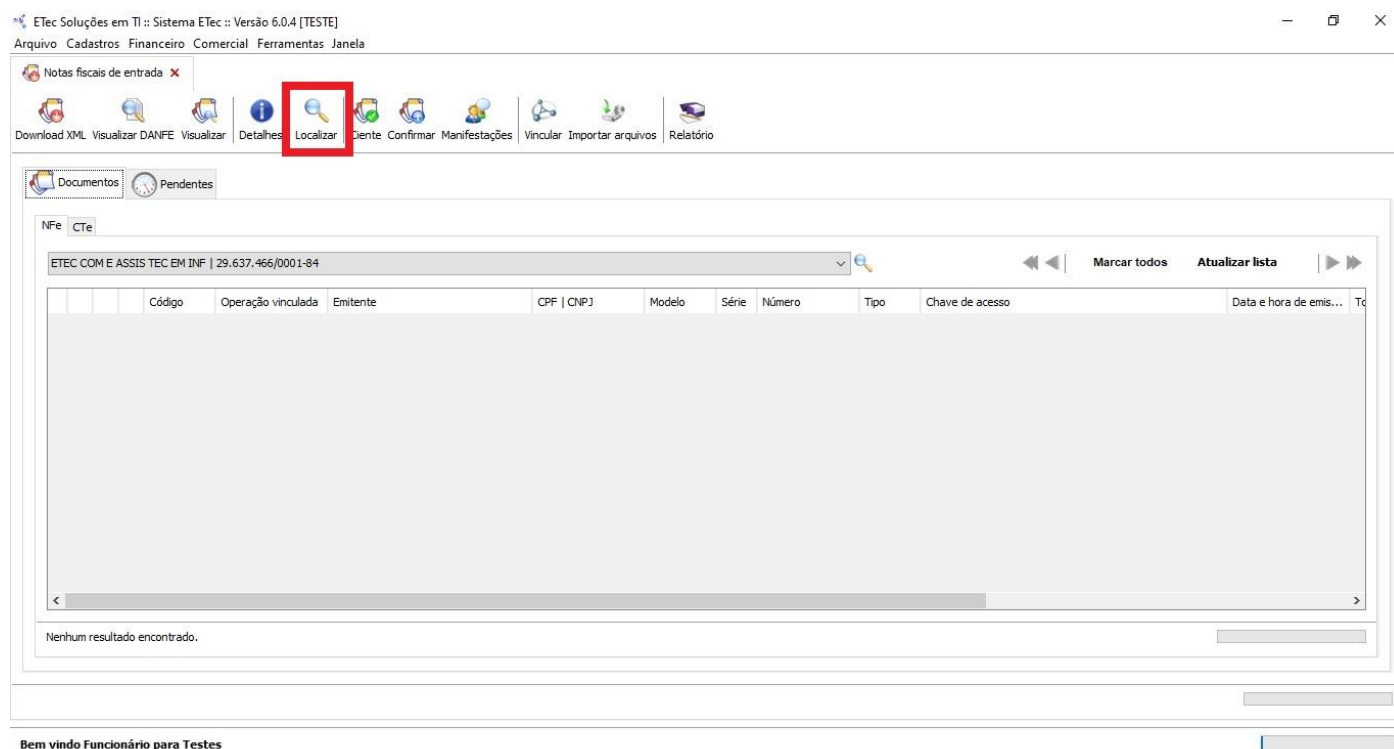 ETec Soluções em TI :: Sistema ETec :: Versão 6.0.4 [TESTE]
Arquivo Cadastros Financeiro Comercial Ferramentas Janela
Notas fiscais de entrada
Download XML Visualizar DANFE Visualizar Detalhes Localizar Ciente Confirmar Manifestações Vincular Importar arquivos Relatório
Documentos Pendentes
NFe CTe
ETEC COM E ASSIS TEC EM INF | 29.637.466/0001-84 Marcar todos Atualizar lista
Código Operação vinculada Emitente CPF | CNPJ Modelo Série Número Tipo Chave de acesso Data e hora de emis... To
Nenhum resultado encontrado.
Bem vindo Funcionário para Testes